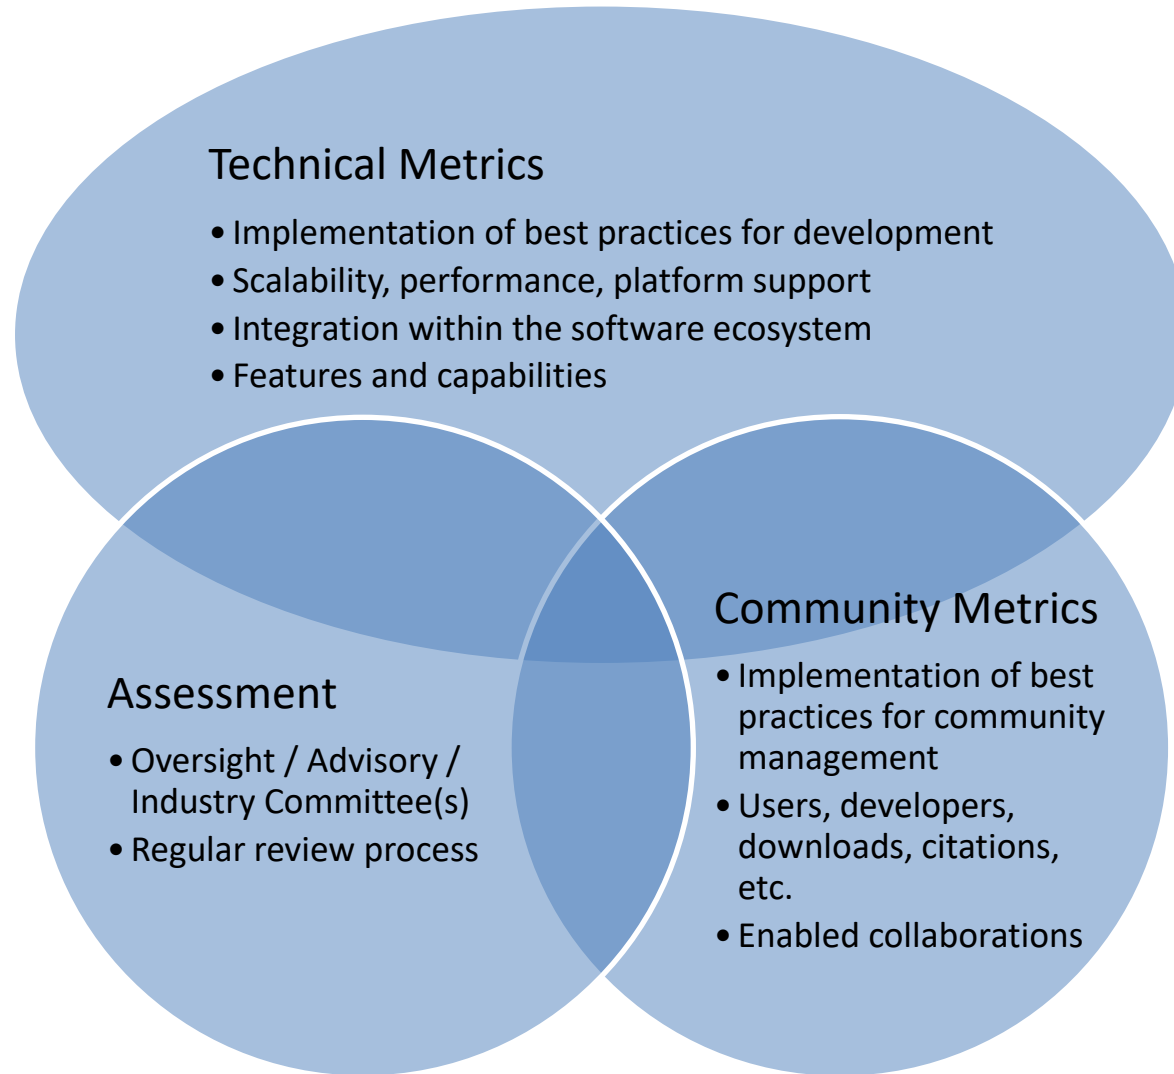 Technical Metrics
• Implementation of best practices for development
• Scalability, performance, platform support
• Integration within the software ecosystem
• Features and capabilities
Assessment
• Oversight / Advisory /
Industry Committee(s)
• Regular review process
Community Metrics
• Implementation of best
practices for community
management
• Users, developers,
downloads, citations,
etc.
• Enabled collaborations